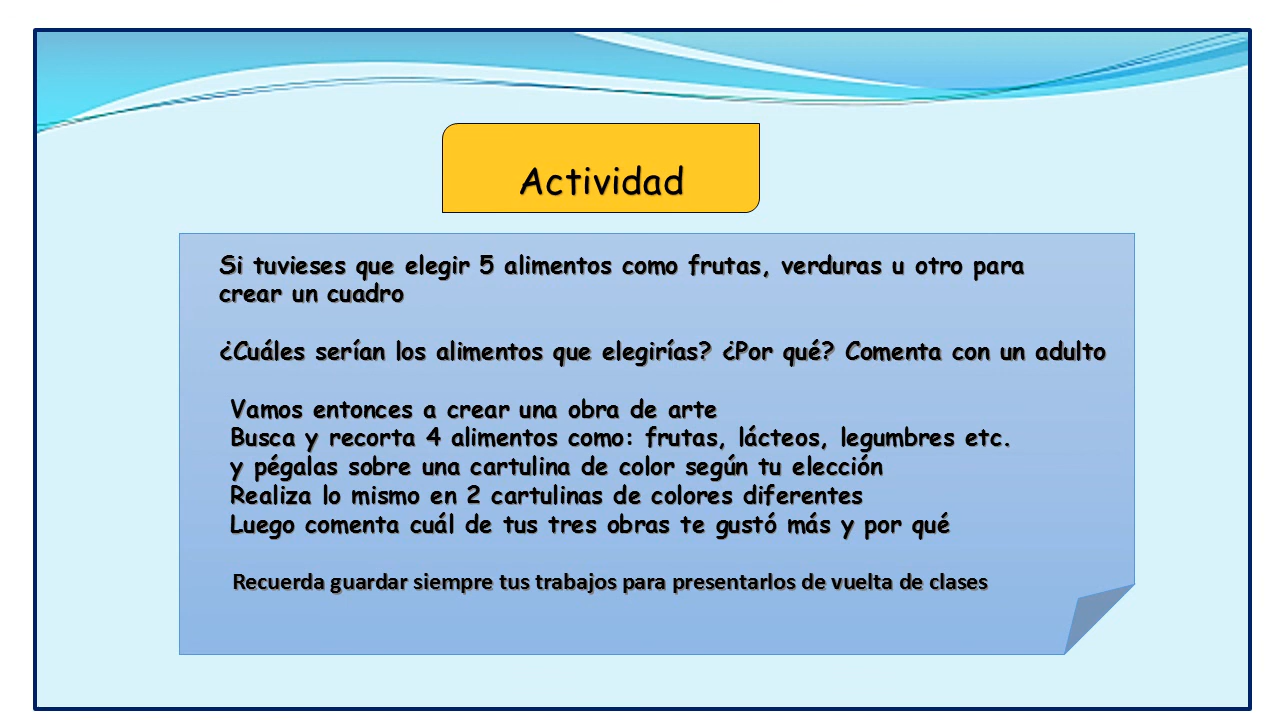 Actividad
Si tuvieses que elegir 5 alimentos como frutas, verduras u otro para
crear un cuadro
¿Cuáles serían los alimentos que elegirías? ¿Por qué? Comenta con un adulto
Vamos entonces a crear una obra de arte
Busca y recorta 4 alimentos como: frutas, lácteos, legumbres etc.
y pégalas sobre una cartulina de color según tu elección
Realiza lo mismo en 2 cartulinas de colores diferentes
Luego comenta cuál de tus tres obras te gustó más y por qué
Recuerda guardar siempre tus trabajos para presentarlos de vuelta de clases